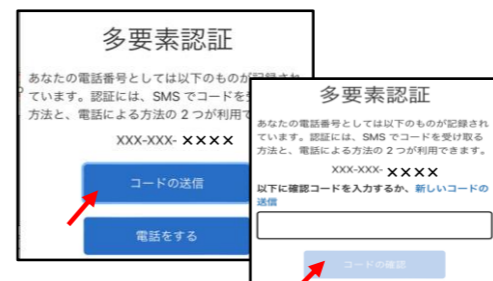 多要素認証
あなたの電話番号としては以下のものが
ています。認証には、SMS でコードを
方法と、電話による方法の 2 つが利用
XXX-XXX- XXXX
コードの送信
電話をする
多要素認証
あなたの電話番号としては以下のものが記録され
ています。認証には、SMS でコードを受け取る
方法と、電話による方法の 2 つが利用できます。
XXX-XXX- XXXX
以下に確認コードを入力するか、新しいコードの
送信
コードの確認